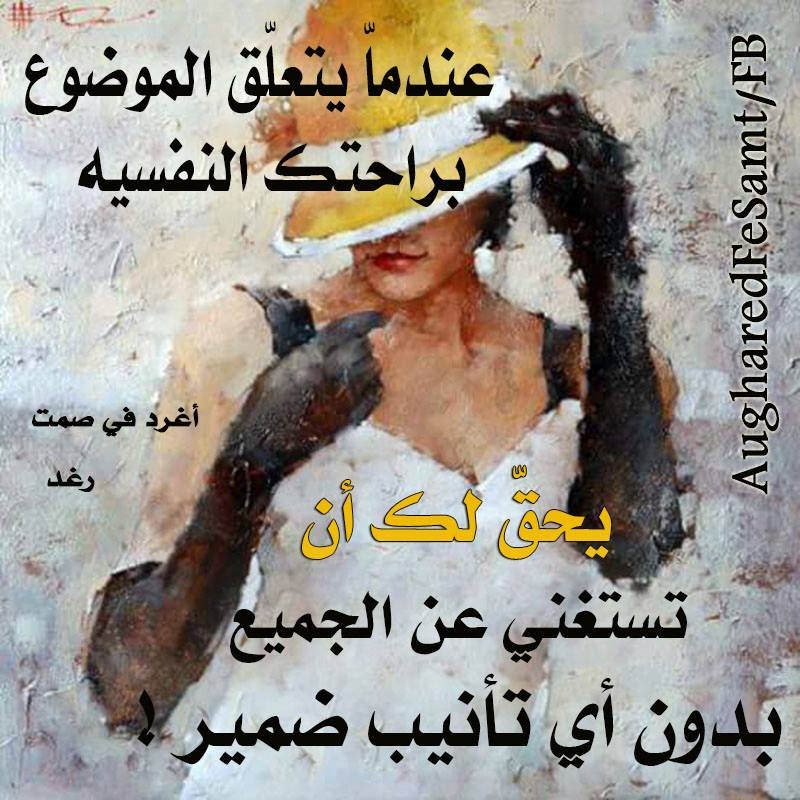 عندماّ يتعلّق الموضوع
براحتك النفسيه
أغرد في صمت
رغد
يحقّ لك أن
تستغني عن الجميع
بدون أي تأنيب ضمير !
AugharedFeSamt/FB